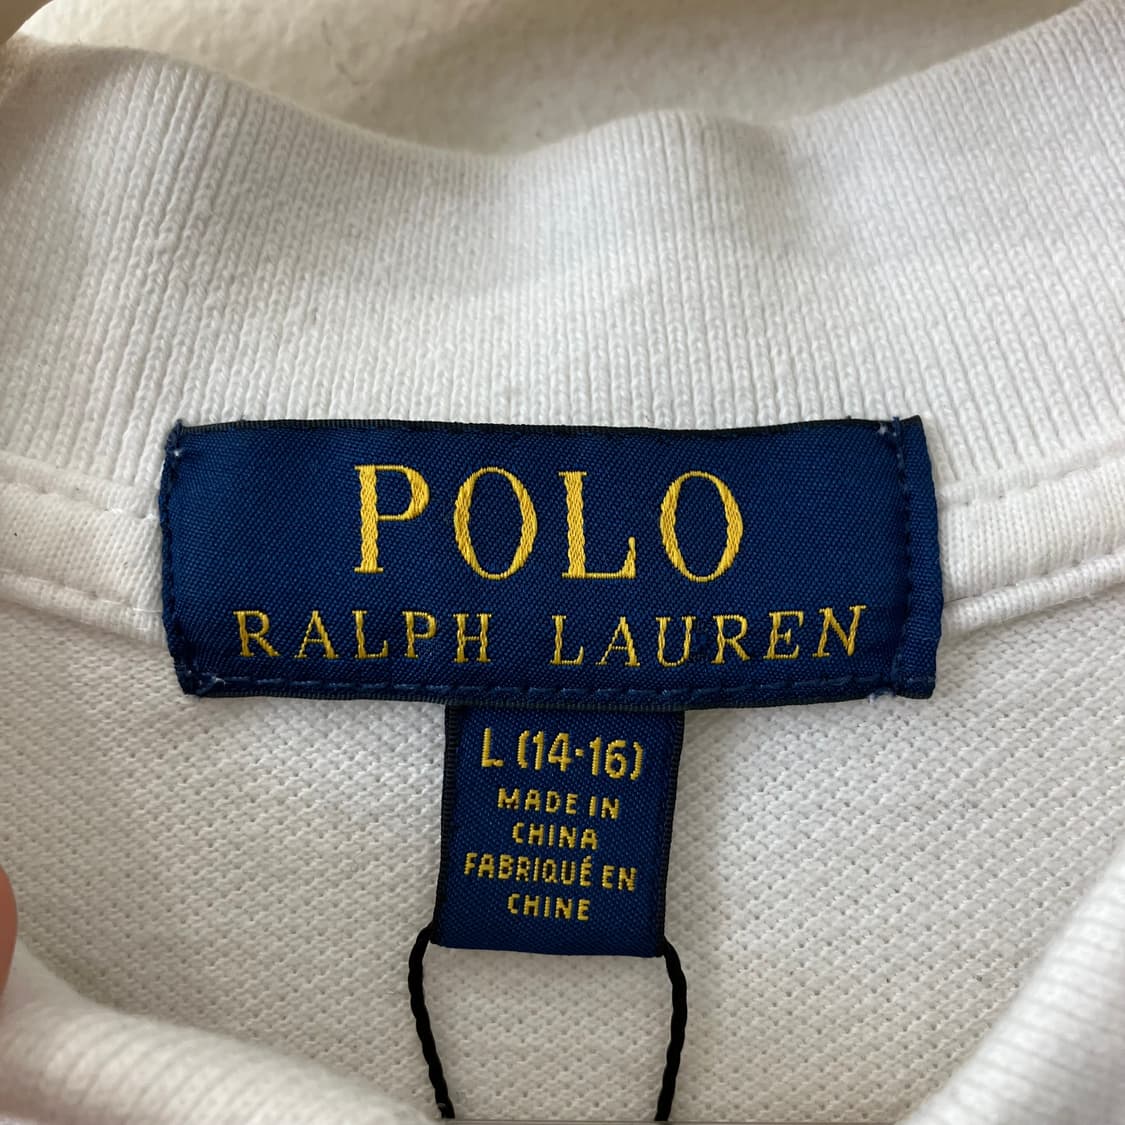 POLO
RALPH LAUREN
L (14-16)
MADE IN
CHINA
FABRIQUÉ EN
CHINE